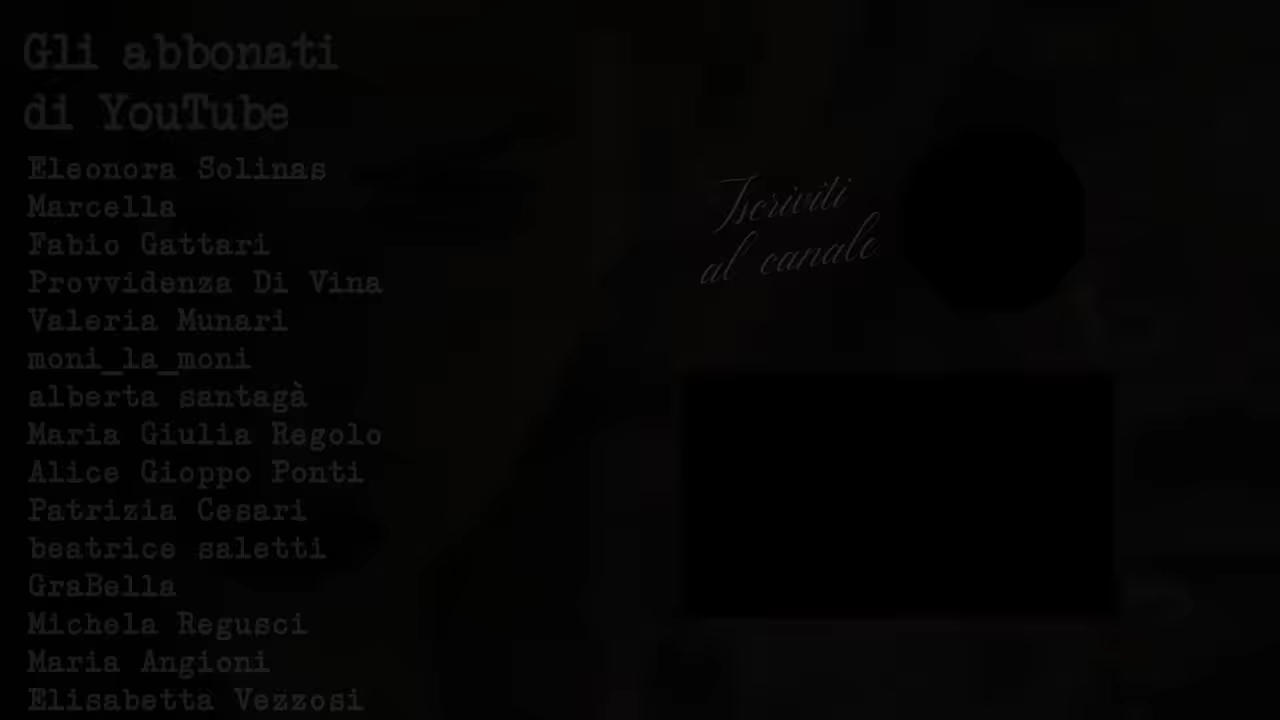 Gli abbonati
di YouTube
Eleonora Solinas
Marcella
Fabio Gattari
Provvidenza Di Vina
Valeria Munari
moni_la_moni
alberta santagà
Maria Giulia Regolo
Alice Gioppo Ponti
Patrizia Cesari
beatrice saletti
GraBella
Michela Regusci
Maria Angioni
Elisabetta Vezzosi
Iscriviti
al canale